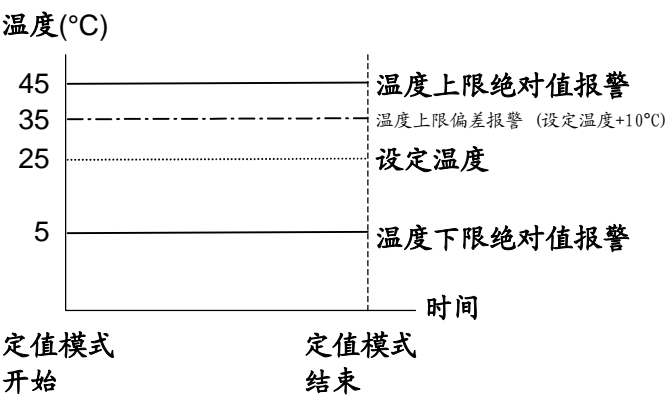 温度(°C)
45
温度上限绝对值报警
35
温度上限偏差报警 (设定温度+10°C)
25
设定温度
5
温度下限绝对值报警
时间
定值模式
开始
定值模式
结束